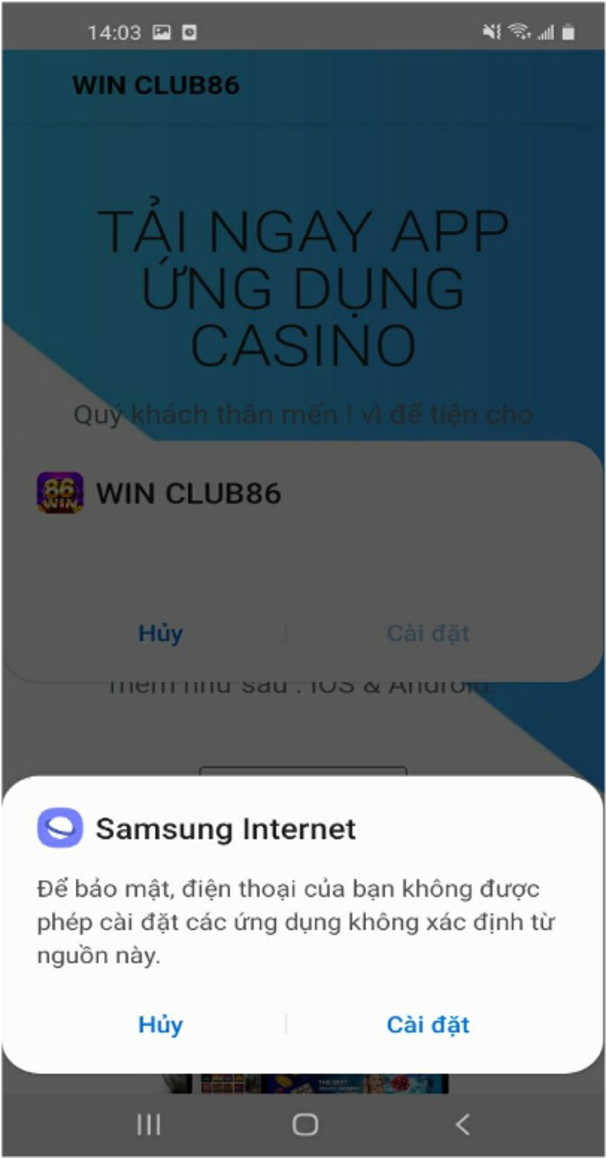 14:03
WIN CLUB86
TẢI NGAY APP
ỨNG DỤNG
CASINO
Quý khách thân mến ! vì để tiện cho
86
WIN
WIN CLUB86
Hủy
Cài đặt
mềm như sau : IOS & Android.
Samsung Internet
Để bảo mật, điện thoại của bạn không được
phép cài đặt các ứng dụng không xác định từ
nguồn này.
Hủy
Cài đặt